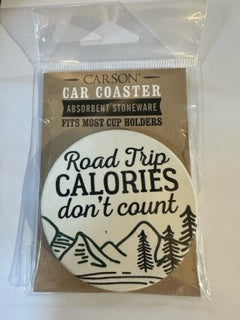 CARSON
CAR COASTER
ABSORBENT STONEWARE
FITS MOST CUP HOLDERS
Road Trip
CALORIES
don't count